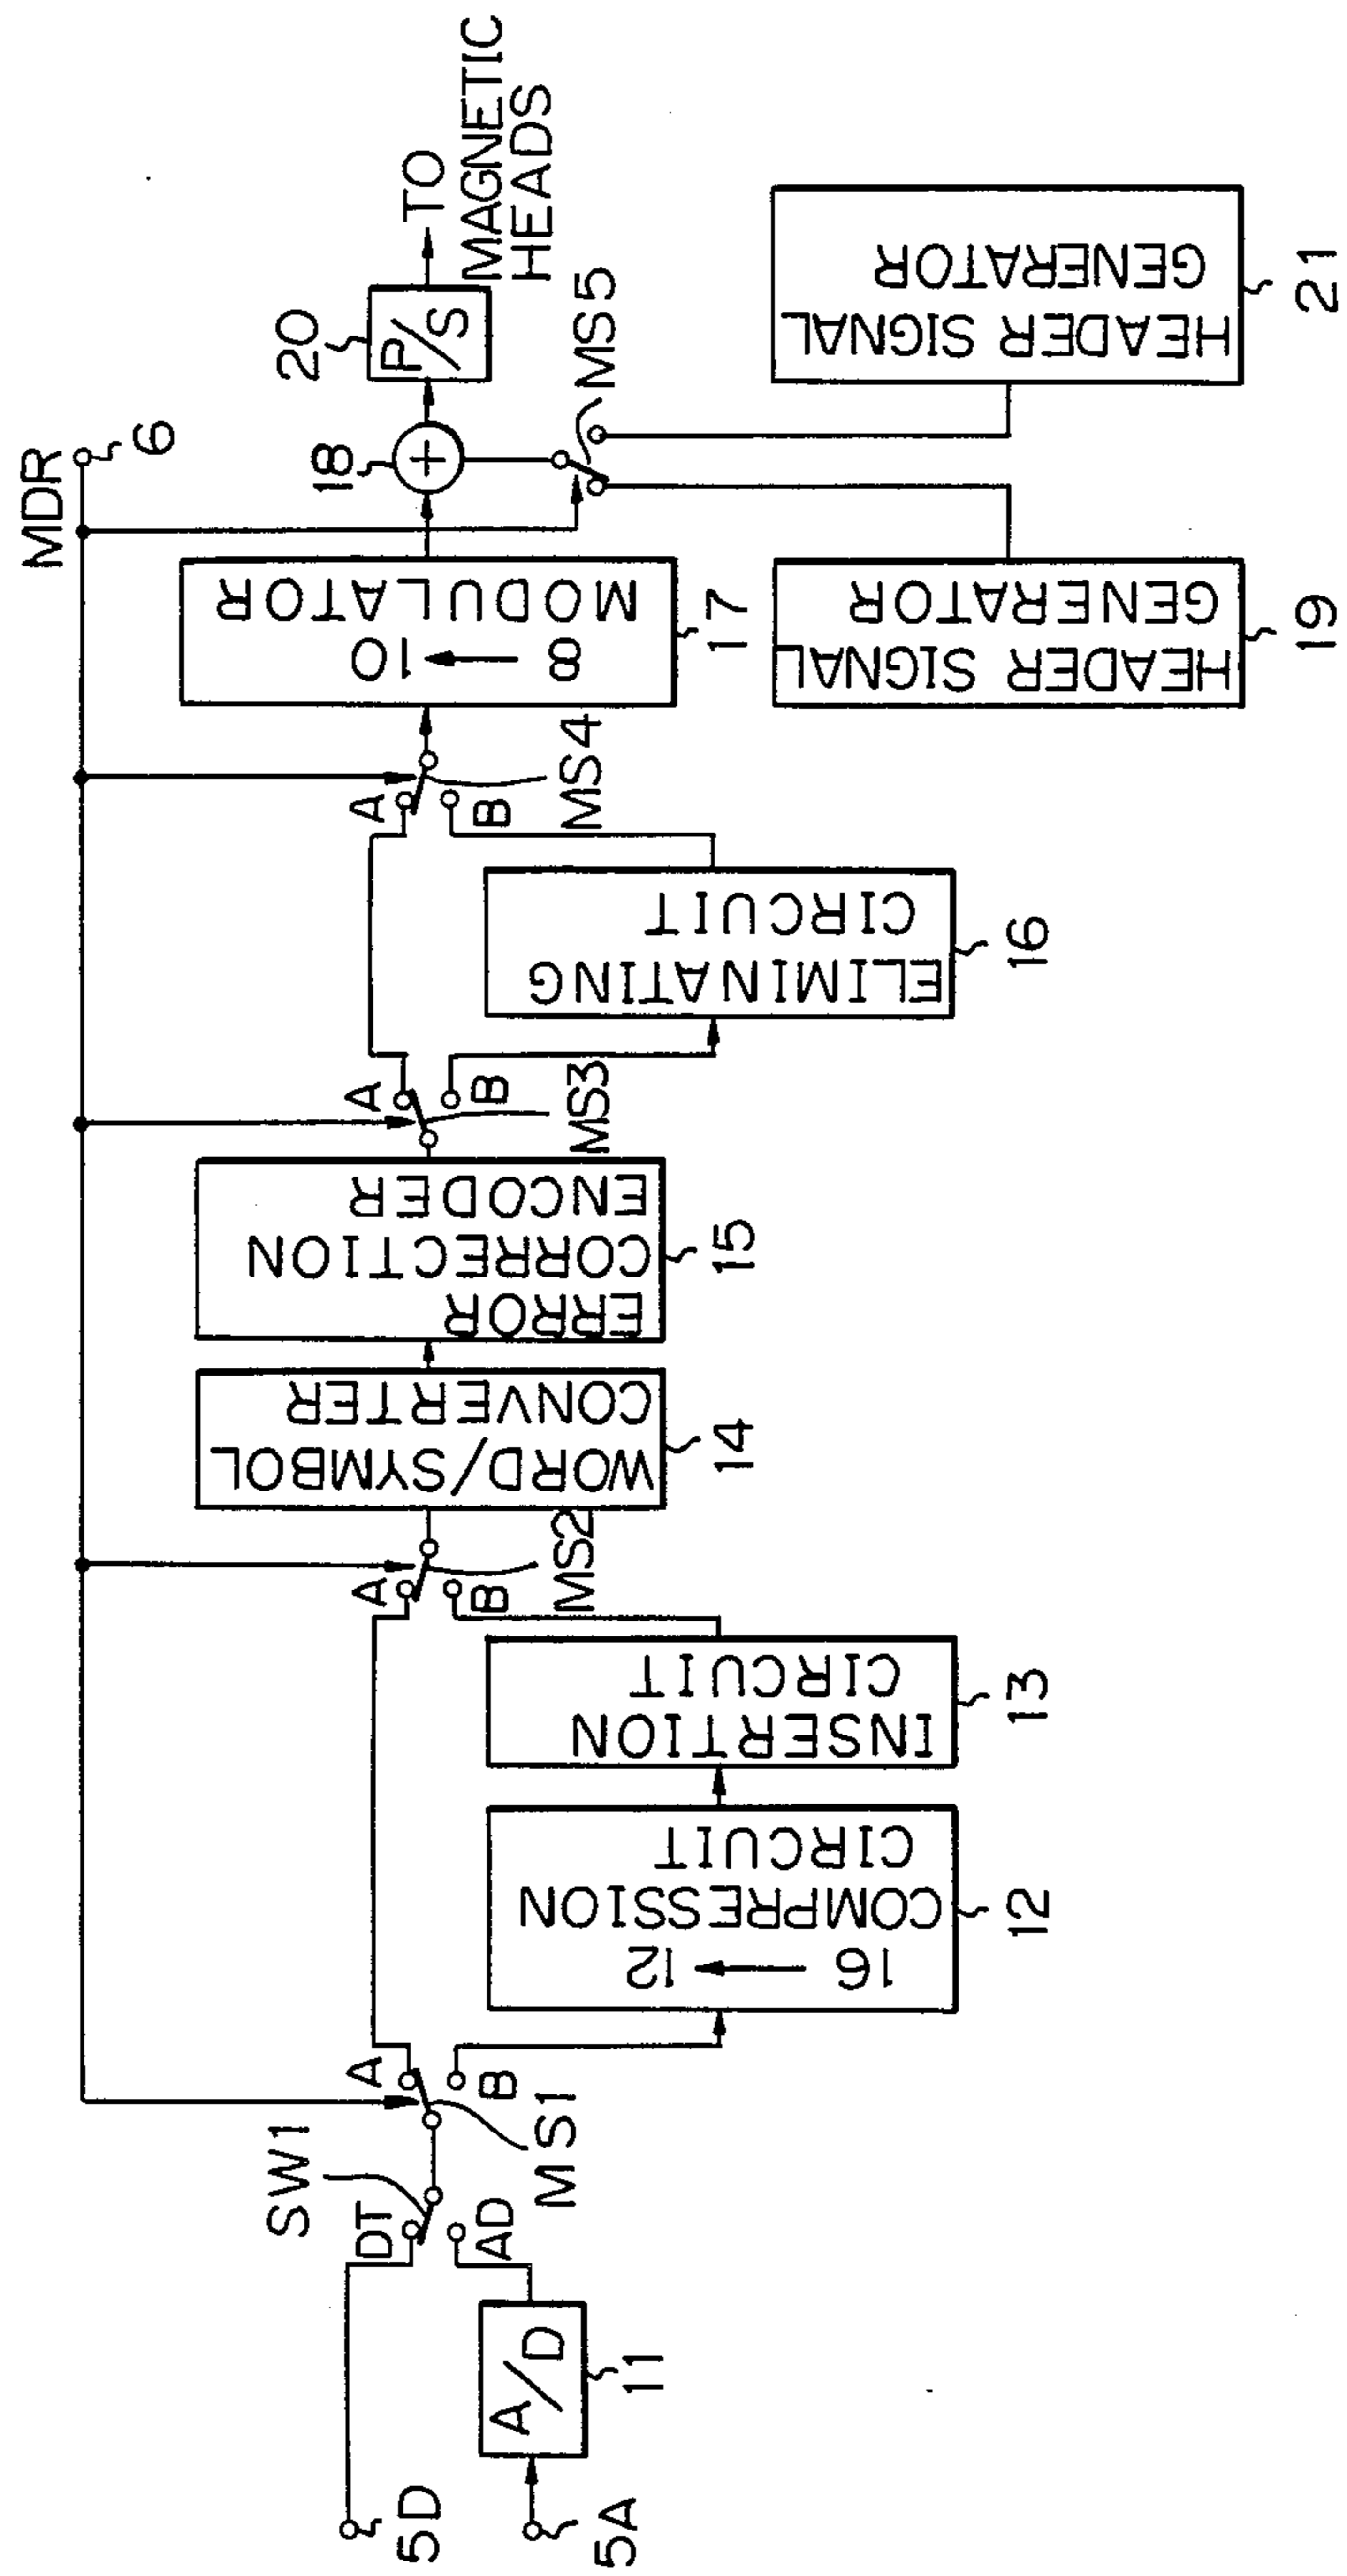 MDR
6
5D
5A
A/D
11
DT
AD
SW1
MS1
A
B
16 → 12
COMPRESSION
CIRCUIT
12
INSERTION
CIRCUIT
13
A
B
MS2
WORD/SYMBOL
CONVERTER
14
ERROR
CORRECTION
ENCODER
15
A
B
MS3
ELIMINATING
CIRCUIT
16
A
B
MS4
8 → 10
MODULATOR
17
18
+
MS5
HEADER SIGNAL
GENERATOR
19
HEADER SIGNAL
GENERATOR
21
20
P/S
TO
MAGNETIC
HEADS